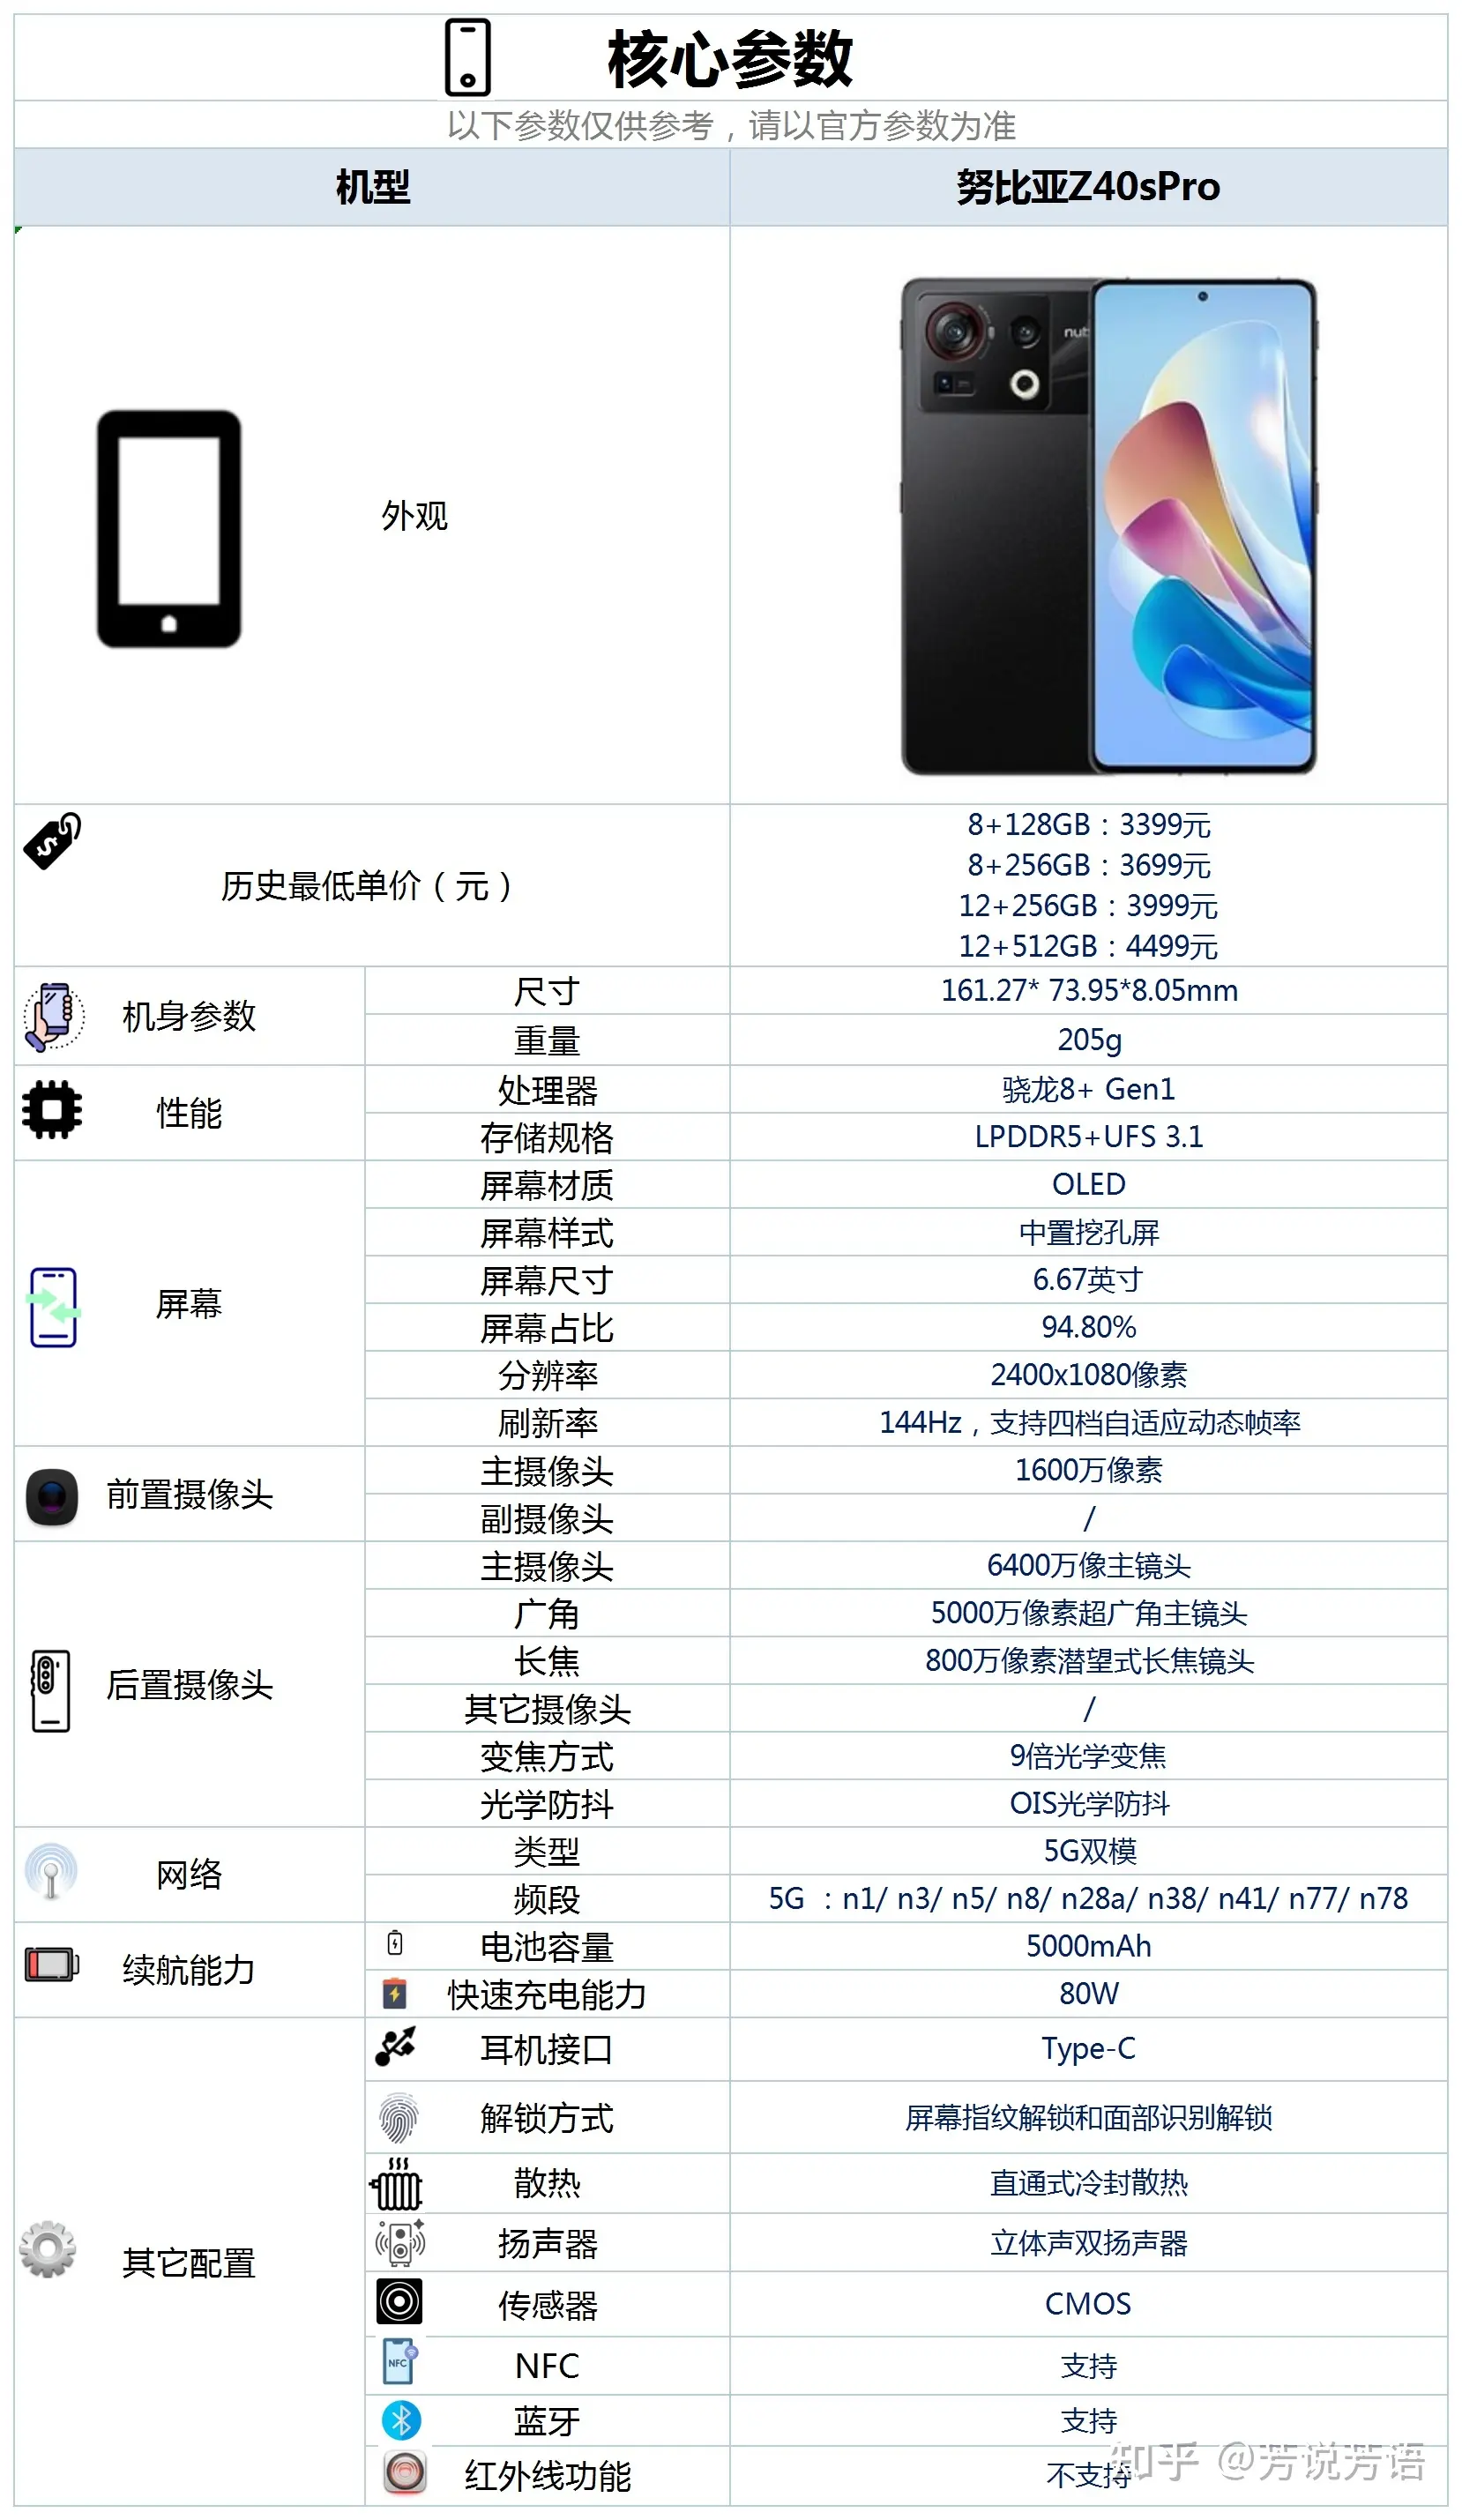 核心参数
以下参数仅供参考，请以官方参数为准
机型 努比亚Z40sPro
外观
历史最低单价（元）
8+128GB：3399元
8+256GB：3699元
12+256GB：3999元
12+512GB：4499元
机身参数
尺寸 161.27* 73.95*8.05mm
重量 205g
性能
处理器 骁龙8+ Gen1
存储规格 LPDDR5+UFS 3.1
屏幕
屏幕材质 OLED
屏幕样式 中置挖孔屏
屏幕尺寸 6.67英寸
屏幕占比 94.80%
分辨率 2400x1080像素
刷新率 144Hz，支持四档自适应动态帧率
前置摄像头
主摄像头 1600万像素
副摄像头 /
后置摄像头
主摄像头 6400万像主镜头
广角 5000万像素超广角主镜头
长焦 800万像素潜望式长焦镜头
其它摄像头 /
变焦方式 9倍光学变焦
光学防抖 OIS光学防抖
网络
类型 5G双模
频段 5G ：n1/ n3/ n5/ n8/ n28a/ n38/ n41/ n77/ n78
续航能力
电池容量 5000mAh
快速充电能力 80W
其它配置
耳机接口 Type-C
解锁方式 屏幕指纹解锁和面部识别解锁
散热 直通式冷封散热
扬声器 立体声双扬声器
传感器 CMOS
NFC
NFC 支持
蓝牙 支持
红外线功能 不支持
知乎 @芳说芳语